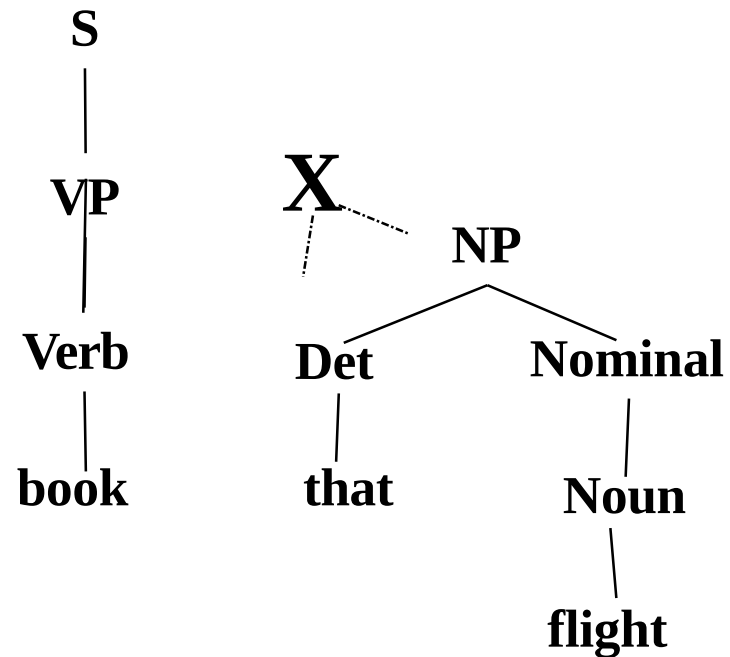 S
VP
X
NP
Verb
Det
Nominal
book
that
Noun
flight